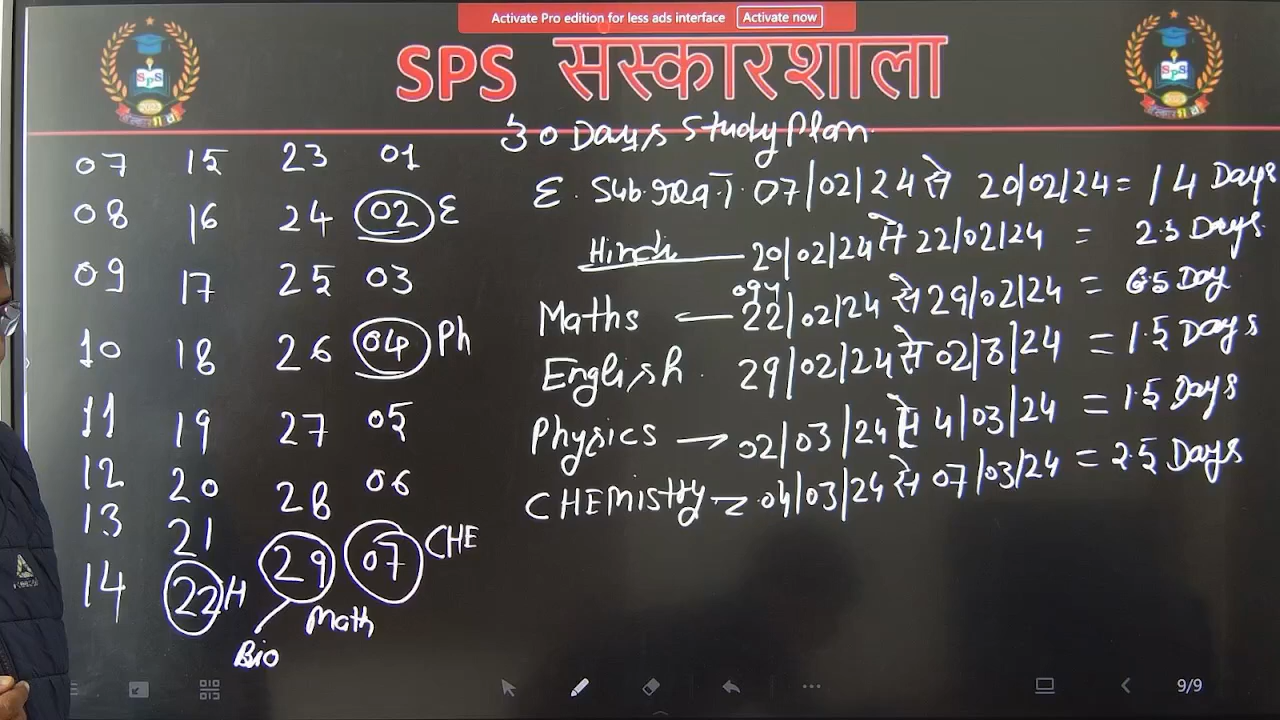 Activate Pro edition for less ads interface Activate now
SPS संस्कारशाला
SPS
SPS
30 Days Study Plan
07 15 23 01
08 16 24 02 E
09 17 25 03
10 18 26 04 Ph
11 19 27 05
12 20 28 06
13 21 29 07 CHE
14 22 H
Math
Bio
E. Sub. 07/02/24 से 20/02/24 = 14 Days
Hindi — 20/02/24 से 22/02/24 = 2.5 Days
Maths — 22/02/24 से 29/02/24 = 6.5 Day
English. 29/02/24 से 02/3/24 = 1.5 Days
Physics → 02/03/24 से 4/03/24 = 1.5 Days
CHEMistry 04/03/24 से 07/03/24 = 2.5 Days
9/9